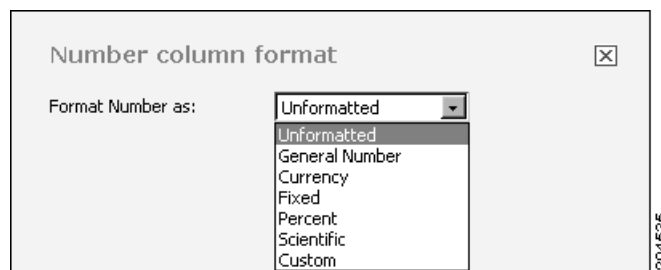 Number column format
Format Number as:
Unformatted
Unformatted
General Number
Currency
Fixed
Percent
Scientific
Custom